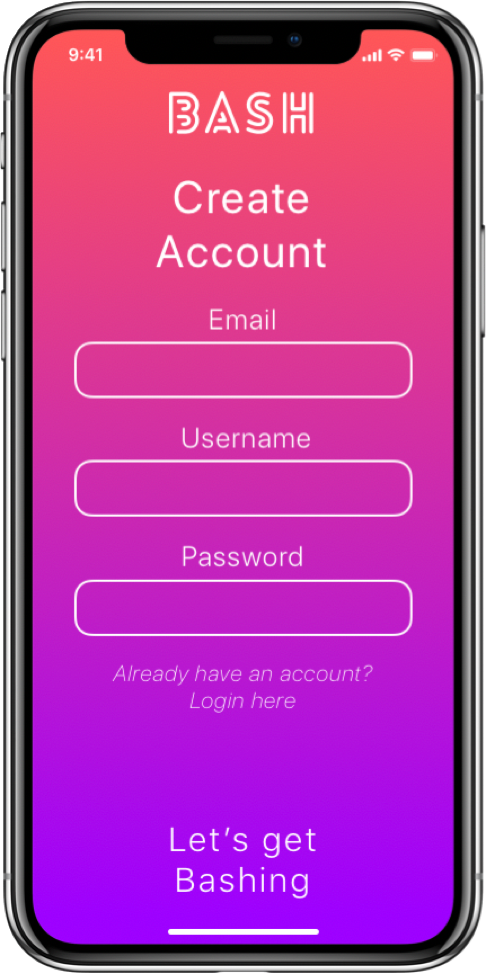 9:41
BASH
Create
Account
Email
Username
Password
Already have an account?
Login here
Let's get
Bashing